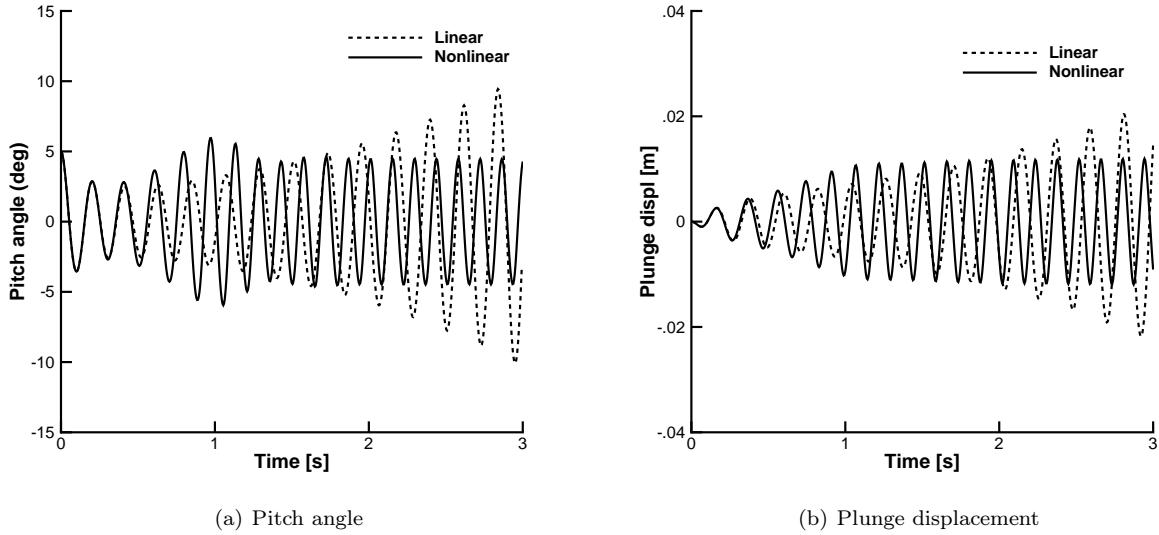 15
10
5
0
-5
-10
-15
Pitch angle (deg)
Linear
Nonlinear
0
1
2
3
Time [s]
(a) Pitch angle
.04
.02
0
-.02
-.04
Plunge displ [m]
Linear
Nonlinear
0
1
2
3
Time [s]
(b) Plunge displacement